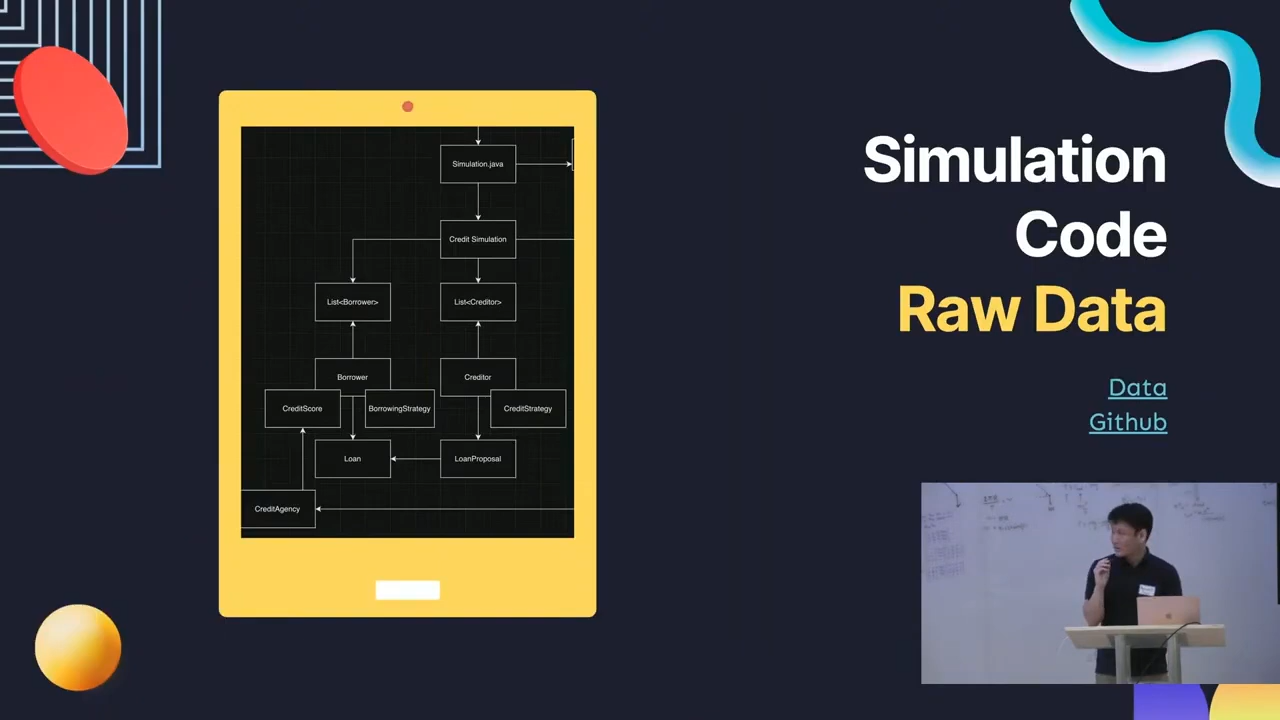 Simulation
Code
Raw Data
Data
Github
Simulation.java
Credit Simulation
List<Borrower>
List<Creditor>
Borrower
Creditor
CreditScore
BorrowingStrategy
CreditStrategy
Loan
LoanProposal
CreditAgency